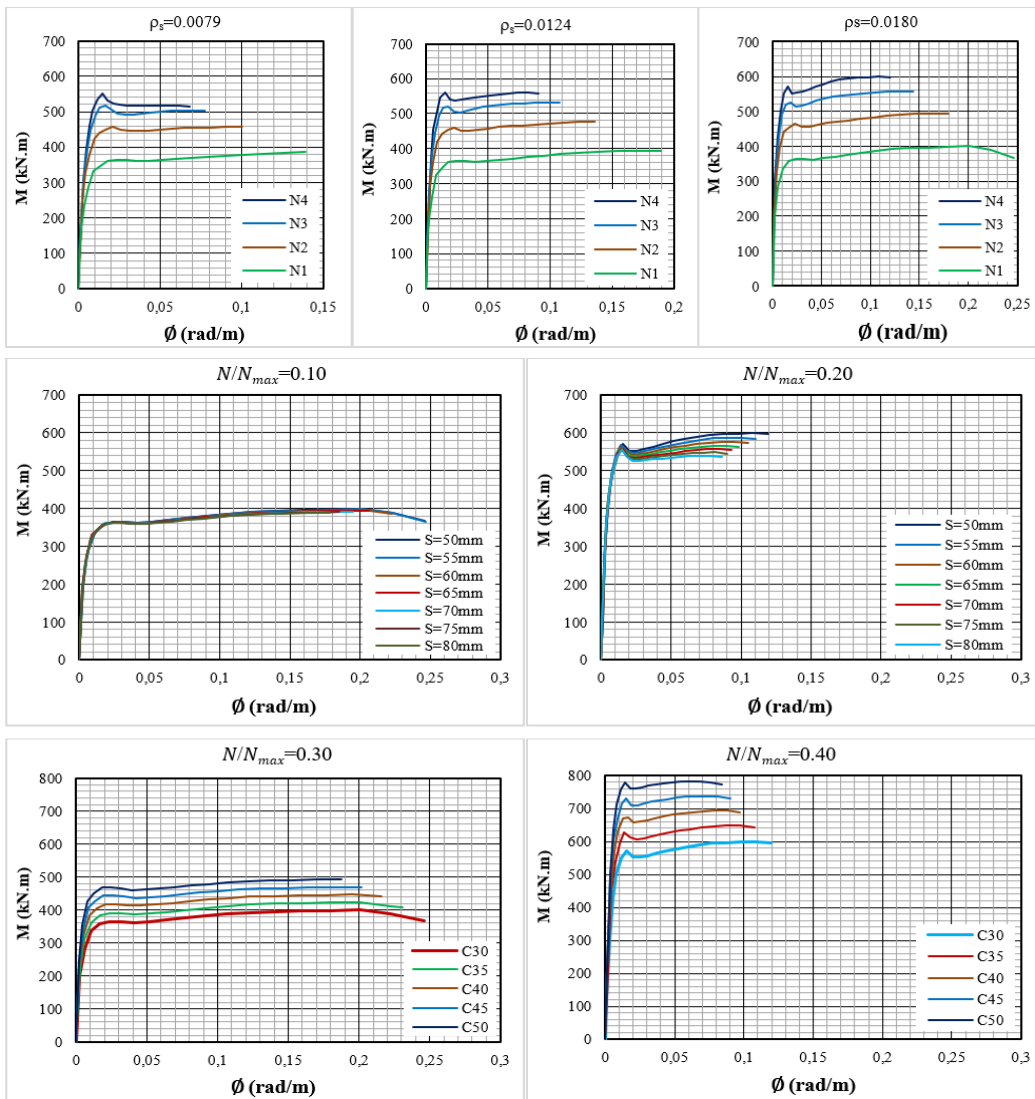 ρs=0.0079
700
600
500
400
300
200
100
0
M (kN.m)
N4
N3
N2
N1
0 0,05 0,1 0,15
Ø (rad/m)
ρs=0.0124
700
600
500
400
300
200
100
0
M (kN.m)
N4
N3
N2
N1
0 0,05 0,1 0,15 0,2
Ø (rad/m)
ρs=0.0180
700
600
500
400
300
200
100
0
M (kN.m)
N4
N3
N2
N1
0 0,05 0,1 0,15 0,2 0,25
Ø (rad/m)
N/Nmax=0.10
700
600
500
400
300
200
100
0
M (kN.m)
S=50mm
S=55mm
S=60mm
S=65mm
S=70mm
S=75mm
S=80mm
0 0,05 0,1 0,15 0,2 0,25 0,3
Ø (rad/m)
N/Nmax=0.20
700
600
500
400
300
200
100
0
M (kN.m)
S=50mm
S=55mm
S=60mm
S=65mm
S=70mm
S=75mm
S=80mm
0 0,05 0,1 0,15 0,2 0,25 0,3
Ø (rad/m)
N/Nmax=0.30
800
700
600
500
400
300
200
100
0
M (kN.m)
C30
C35
C40
C45
C50
0 0,05 0,1 0,15 0,2 0,25 0,3
Ø (rad/m)
N/Nmax=0.40
800
700
600
500
400
300
200
100
0
M (kN.m)
C30
C35
C40
C45
C50
0 0,05 0,1 0,15 0,2 0,25 0,3
Ø (rad/m)